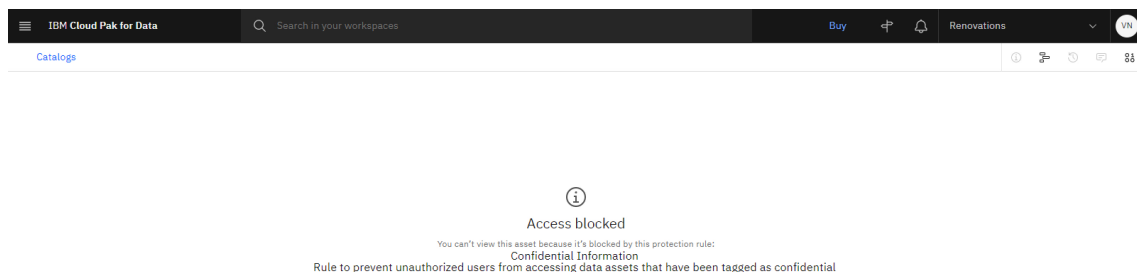 IBM Cloud Pak for Data
Search in your workspaces
Buy
Renovations
VN
Catalogs
Access blocked
You can't view this asset because it's blocked by this protection rule:
Confidential Information
Rule to prevent unauthorized users from accessing data assets that have been tagged as confidential